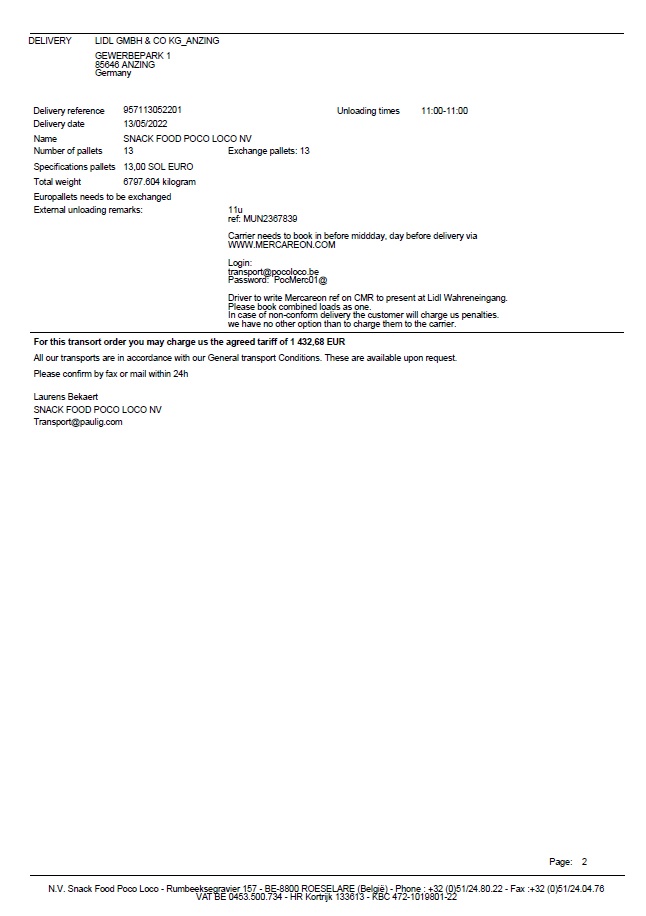 DELIVERY LIDL GMBH & CO KG_ANZING
GEWERBEPARK 1
85646 ANZING
Germany
Delivery reference 957113052201 Unloading times 11:00-11:00
Delivery date 13/05/2022
Name SNACK FOOD POCO LOCO NV
Number of pallets 13 Exchange pallets: 13
Specifications pallets 13,00 SOL EURO
Total weight 6797.604 kilogram
Europallets needs to be exchanged
External unloading remarks: 11u
ref: MUN2367839
Carrier needs to book in before middday, day before delivery via
WWW.MERCAREON.COM
Login:
transport@pocoloco.be
Password: PocMerc01@
Driver to write Mercareon ref on CMR to present at Lidl Wahreneingang.
Please book combined loads as one.
In case of non-conform delivery the customer will charge us penalties.
we have no other option than to charge them to the carrier.
For this transort order you may charge us the agreed tariff of 1 432,68 EUR
All our transports are in accordance with our General transport Conditions. These are available upon request.
Please confirm by fax or mail within 24h
Laurens Bekaert
SNACK FOOD POCO LOCO NV
Transport@paulig.com
Page: 2
N.V. Snack Food Poco Loco - Rumbeeksegravier 157 - BE-8800 ROESELARE (België) - Phone : +32 (0)51/24.80.22 - Fax :+32 (0)51/24.04.76
VAT BE 0453.500.734 - HR Kortrijk 133613 - KBC 472-1019801-22